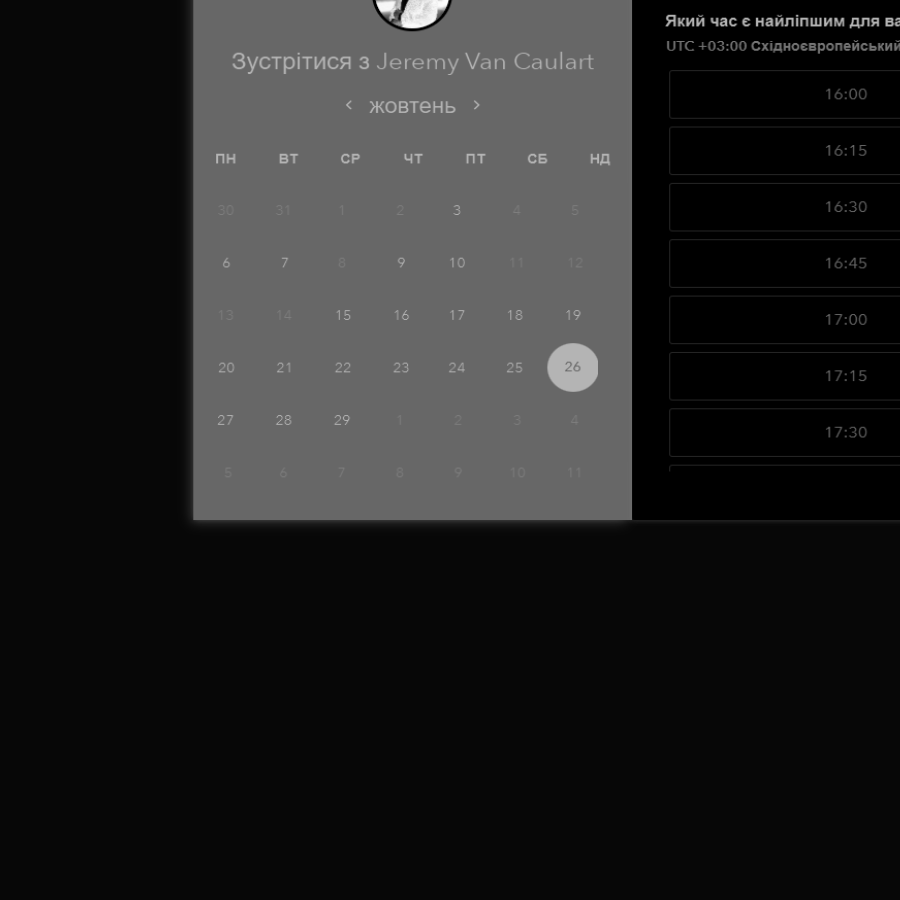 Зустрітися з Jeremy Van Caulart
< жовтень >
ПН ВТ СР ЧТ ПТ СБ НД
30 31 1 2 3 4 5
6 7 8 9 10 11 12
13 14 15 16 17 18 19
20 21 22 23 24 25 26
27 28 29 1 2 3 4
5 6 7 8 9 10 11
Який час є найліпшим для ва
UTC +03:00 Східноєвропейський
16:00
16:15
16:30
16:45
17:00
17:15
17:30